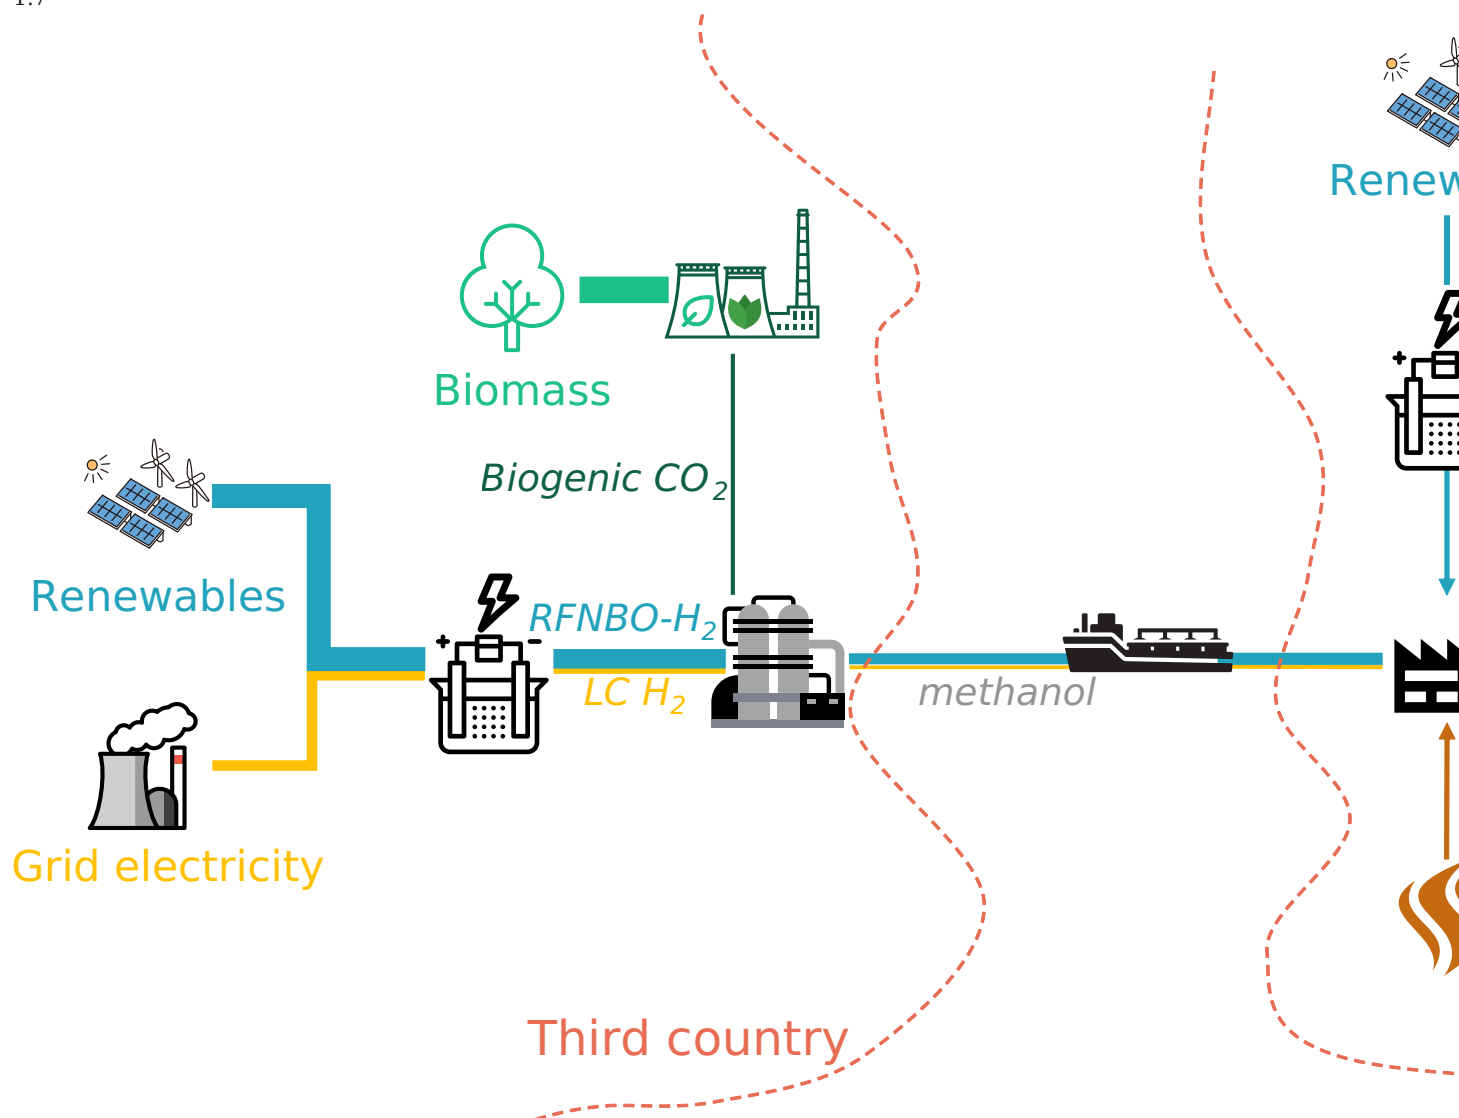 Renew
Biomass
Biogenic CO₂
Renewables
RFNBO-H₂
LC H₂
methanol
Grid electricity
Third country